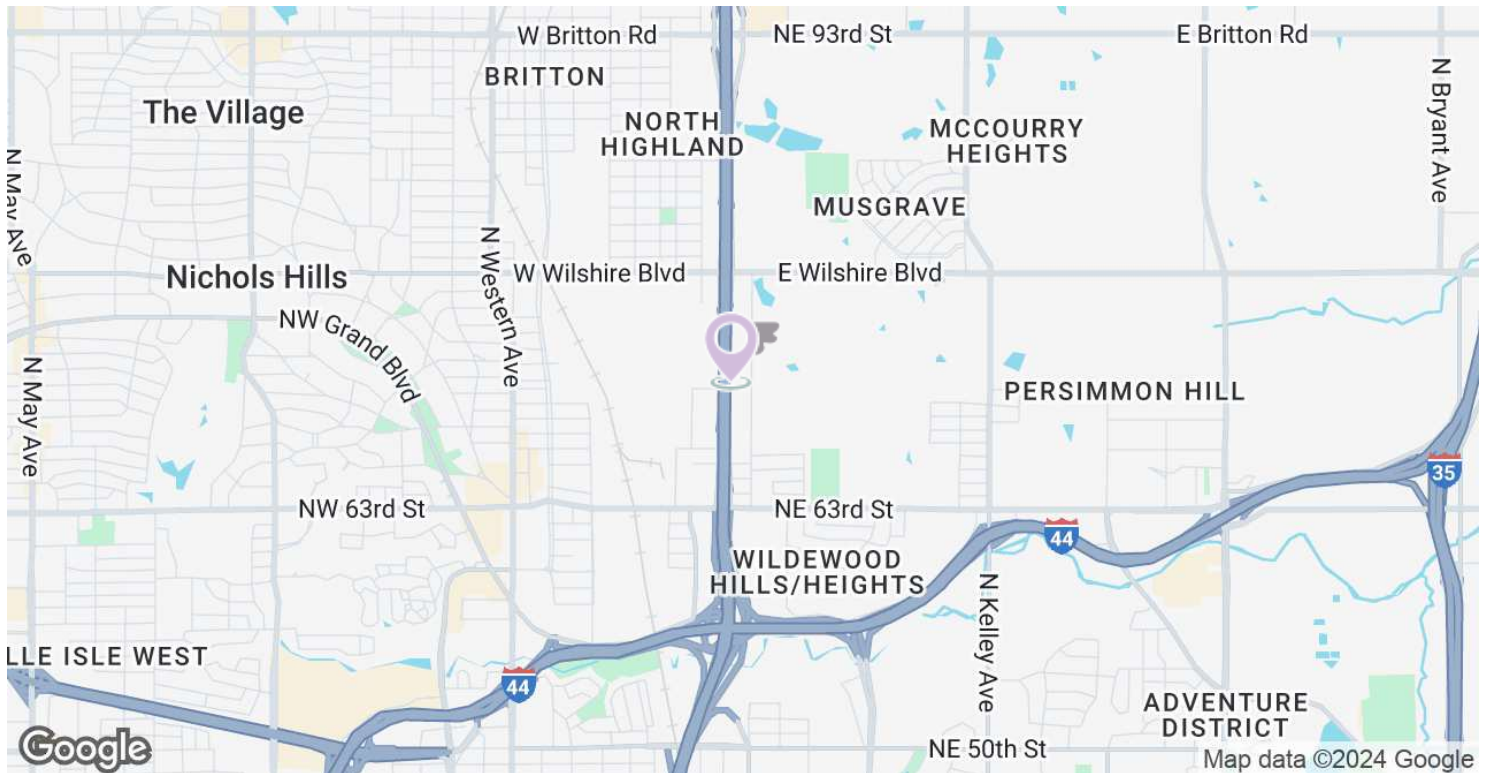 W Britton Rd
NE 93rd St
E Britton Rd
BRITTON
The Village
NORTH
HIGHLAND
MCCOURRY
HEIGHTS
N Bryant Ave
N May Ave
MUSGRAVE
Nichols Hills
W Wilshire Blvd
E Wilshire Blvd
N Western Ave
NW Grand Blvd
N May Ave
PERSIMMON HILL
35
NW 63rd St
NE 63rd St
44
WILDEWOOD
HILLS/HEIGHTS
N Kelley Ave
LLE ISLE WEST
44
ADVENTURE
DISTRICT
NE 50th St
Google
Map data ©2024 Google